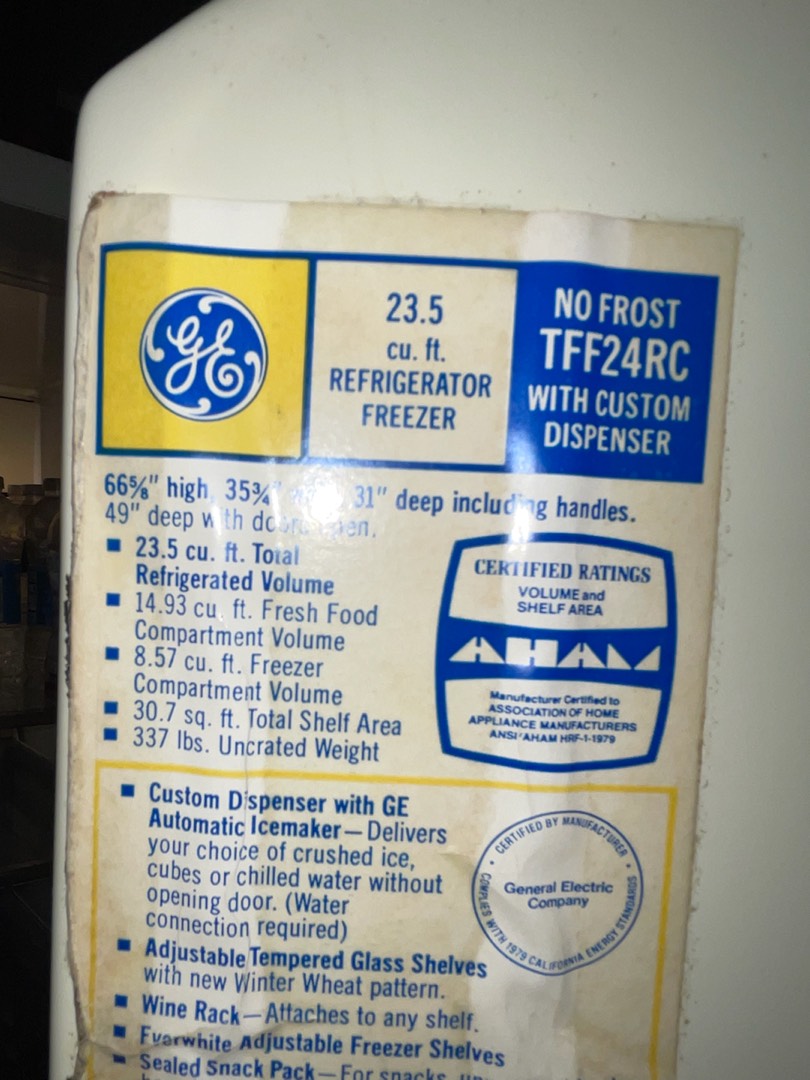 GE
23.5
cu. ft.
REFRIGERATOR
FREEZER
NO FROST
TFF24RC
WITH CUSTOM
DISPENSER
66⅝" high, 35¾" 31" deep including handles.
49" deep with door open.
■ 23.5 cu. ft. Total
Refrigerated Volume
■ 14.93 cu. ft. Fresh Food
Compartment Volume
■ 8.57 cu. ft. Freezer
Compartment Volume
■ 30.7 sq. ft. Total Shelf Area
■ 337 lbs. Uncrated Weight
CERTIFIED RATINGS
VOLUME and
SHELF AREA
AHAM
Manufacturer Certified to
ASSOCIATION OF HOME
APPLIANCE MANUFACTURERS
ANSI/AHAM HRF-1-1979
■ Custom Dispenser with GE
Automatic Icemaker—Delivers
your choice of crushed ice,
cubes or chilled water without
opening door. (Water
connection required)
■ Adjustable Tempered Glass Shelves
with new Winter Wheat pattern.
■ Wine Rack—Attaches to any shelf.
■ Everwhite Adjustable Freezer Shelves
■ Sealed Snack Pack—For snacks,
• CERTIFIED BY MANUFACTURER •
General Electric
Company
COMPLIES WITH 1979 CALIFORNIA ENERGY STANDARDS